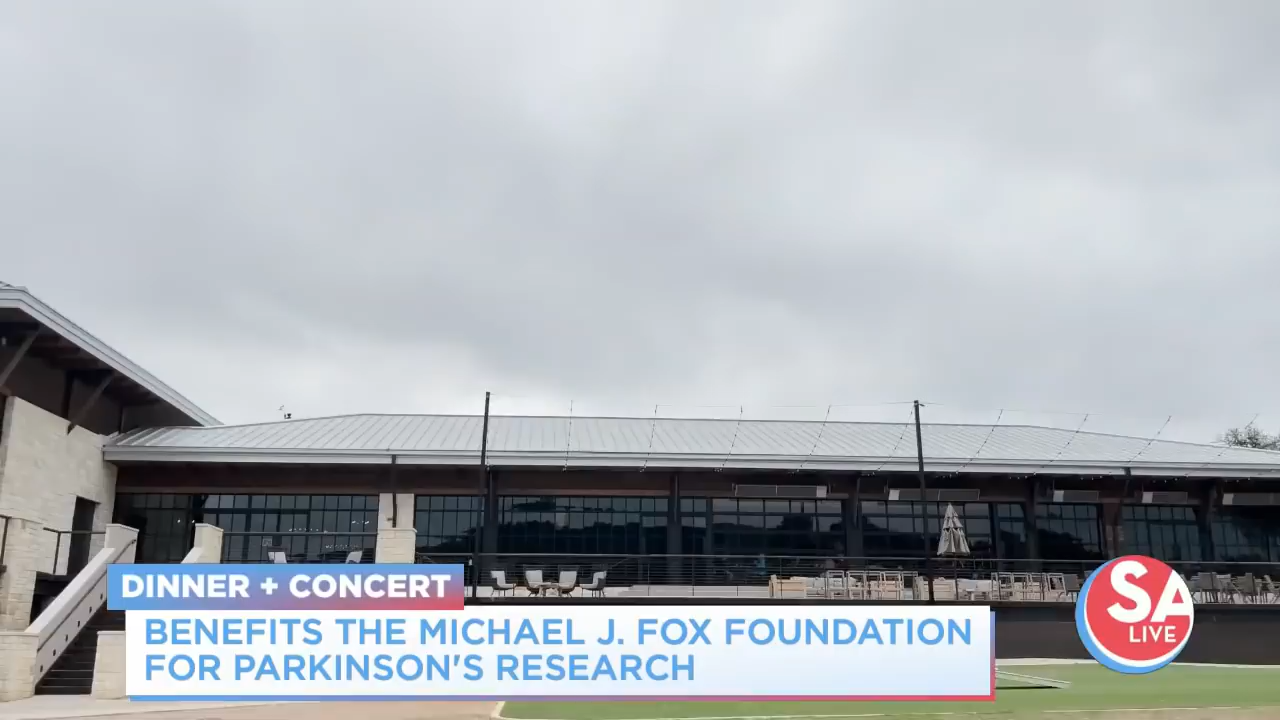 DINNER + CONCERT
BENEFITS THE MICHAEL J. FOX FOUNDATION
FOR PARKINSON'S RESEARCH
SA
LIVE